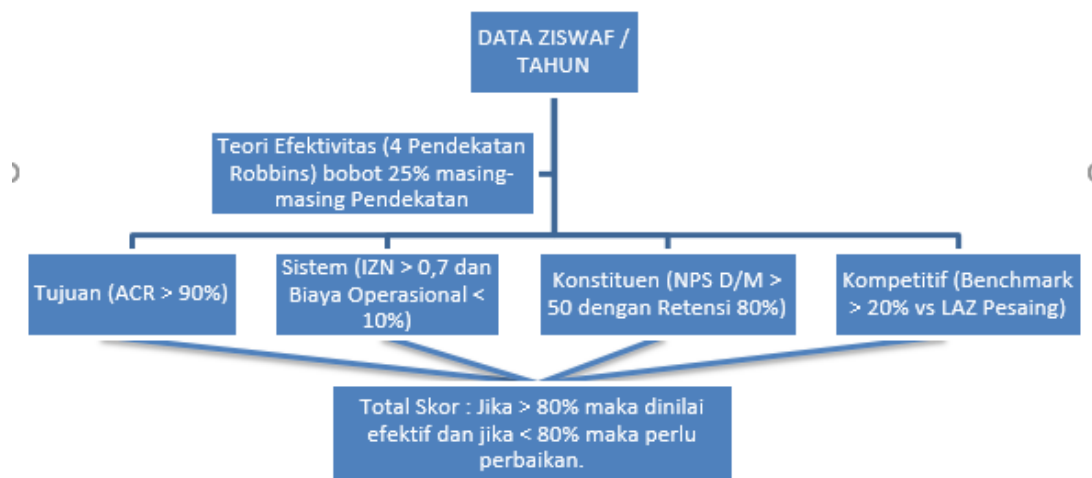 DATA ZISWAF /
TAHUN
Teori Efektivitas (4 Pendekatan
Robbins) bobot 25% masing-
masing Pendekatan
Tujuan (ACR > 90%)
Sistem (IZN > 0,7 dan
Biaya Operasional <
10%)
Konstituen (NPS D/M >
50 dengan Retensi 80%)
Kompetitif (Benchmark
> 20% vs LAZ Pesaing)
Total Skor : Jika > 80% maka dinilai
efektif dan jika < 80% maka perlu
perbaikan.